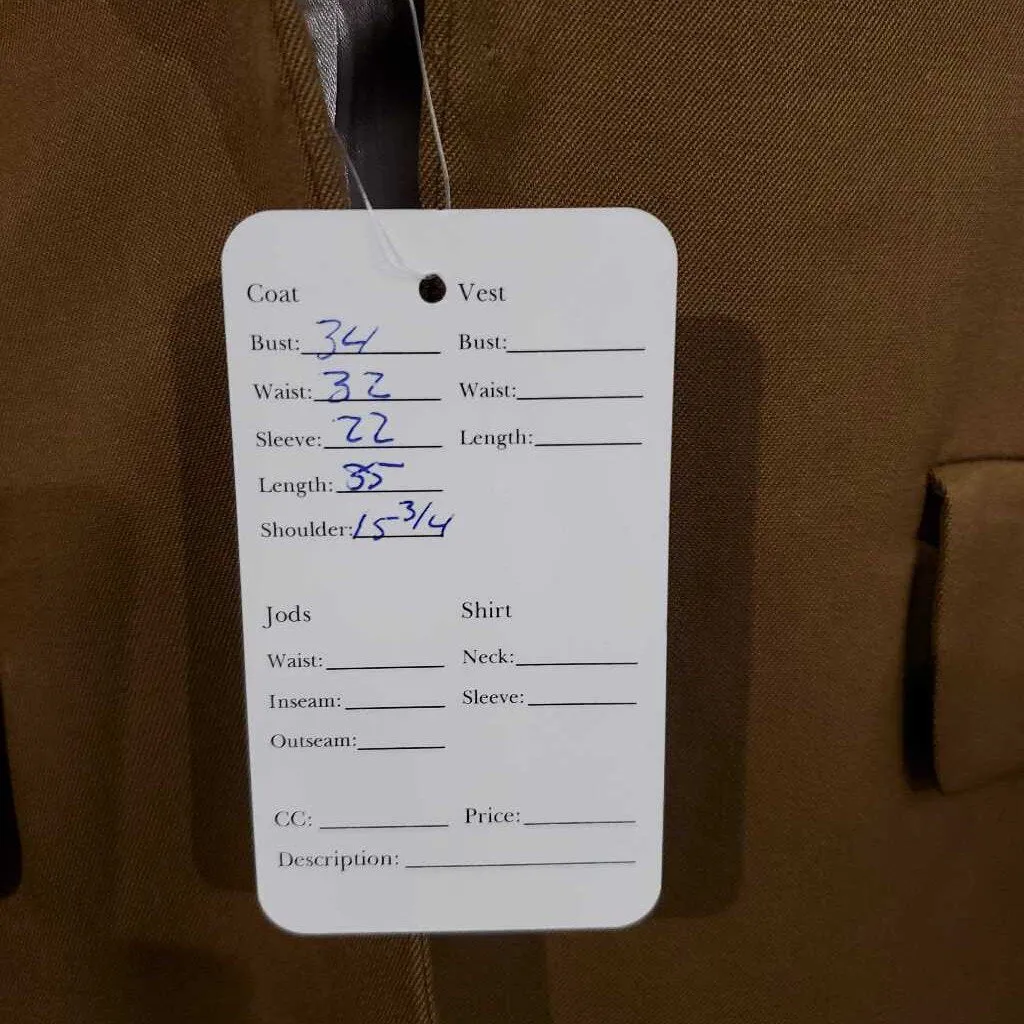 Coat Vest
Bust: 34 Bust:
Waist: 32 Waist:
Sleeve: 22 Length:
Length: 35
Shoulder: 15-3/4
Jods Shirt
Waist: Neck:
Inseam: Sleeve:
Outseam:
CC: Price:
Description: